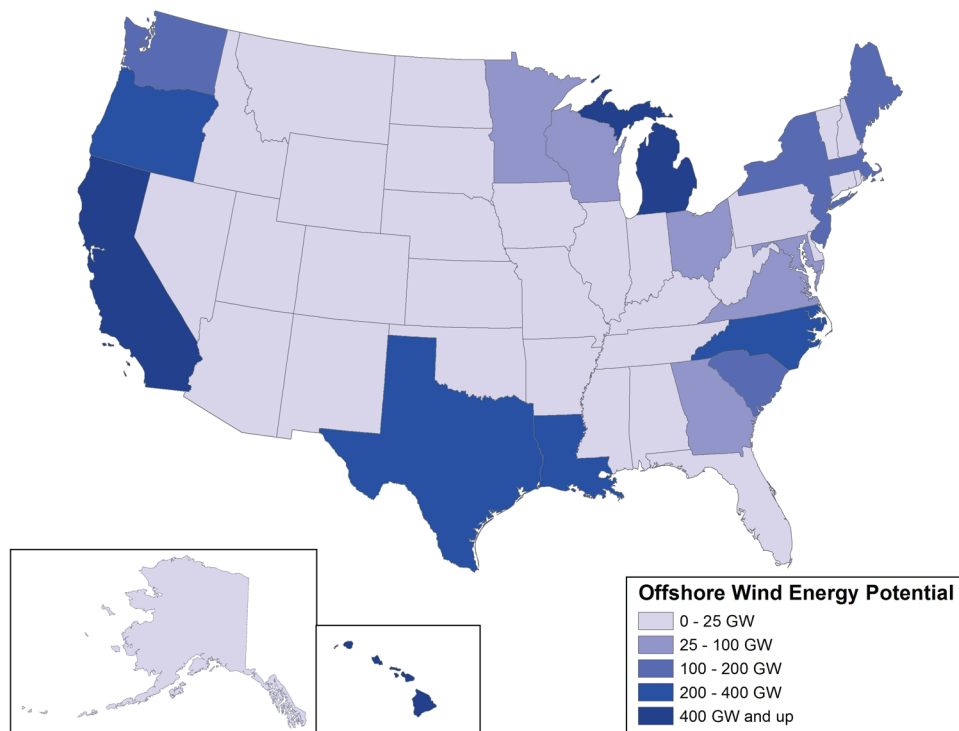 Offshore Wind Energy Potential
0 - 25 GW
25 - 100 GW
100 - 200 GW
200 - 400 GW
400 GW and up